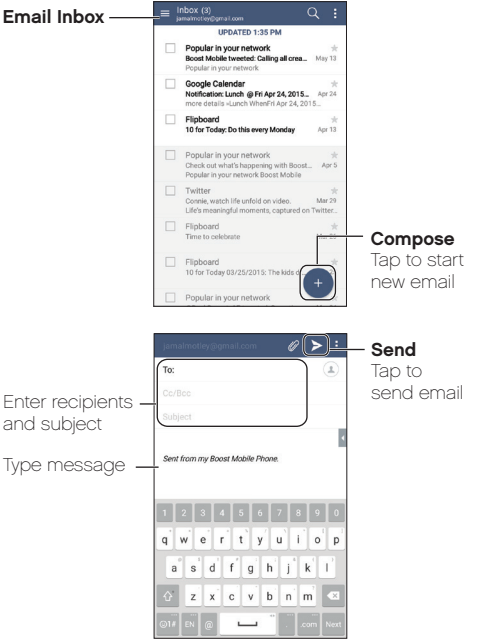 Email Inbox
Inbox (3)
jamalmotley@gmail.com
UPDATED 1:35 PM
Popular in your network
Boost Mobile tweeted: Calling all crea... May 13
Popular in your network
Google Calendar
Notification: Lunch @ Fri Apr 24, 2015... Apr 24
more details »Lunch WhenFri Apr 24, 2015...
Flipboard
10 for Today: Do this every Monday Apr 13
Popular in your network
Check out what's happening with Boost... Apr 5
Popular in your network Boost Mobile
Twitter
Connie, watch life unfold on video. Mar 29
Life's meaningful moments, captured on Twitter...
Flipboard
Time to celebrate
Flipboard
10 for Today 03/25/2015: The kids d
Popular in your network
+
Compose
Tap to start
new email
jamalmotley@gmail.com
To:
Cc/Bcc
Subject
Sent from my Boost Mobile Phone.
Send
Tap to
send email
Enter recipients
and subject
Type message
1 2 3 4 5 6 7 8 9 0
q w e r t y u i o p
a s d f g h j k l
z x c v b n m
1# EN @ . .com Next